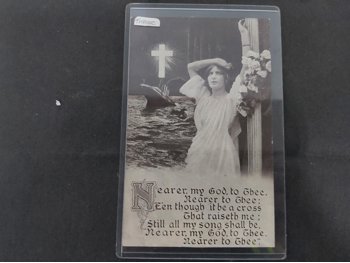 Nearer, my God, to Thee.
Nearer to Thee;
E'en though it be a cross
That raiseth me;
Still all my song shall be,
Nearer, my God, to Thee.
Nearer to Thee".